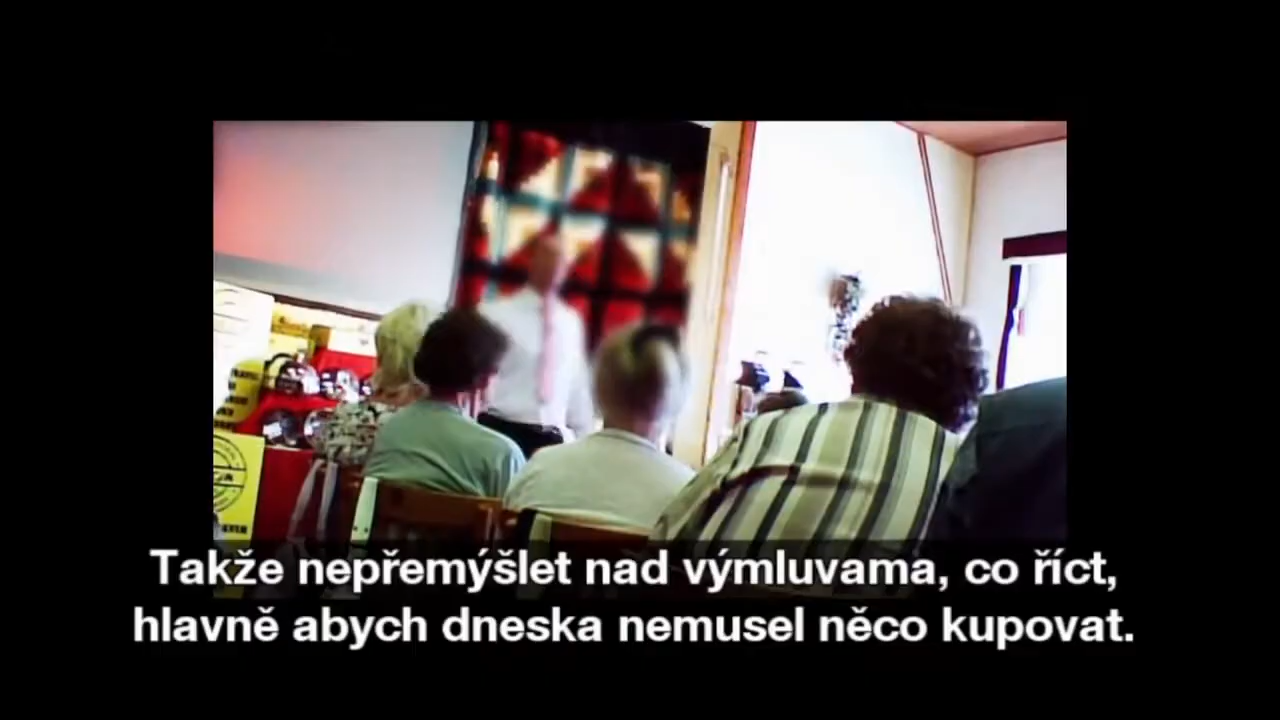 Takže nepřemýšlet nad výmluvama, co říct,
hlavně abych dneska nemusel něco kupovat.